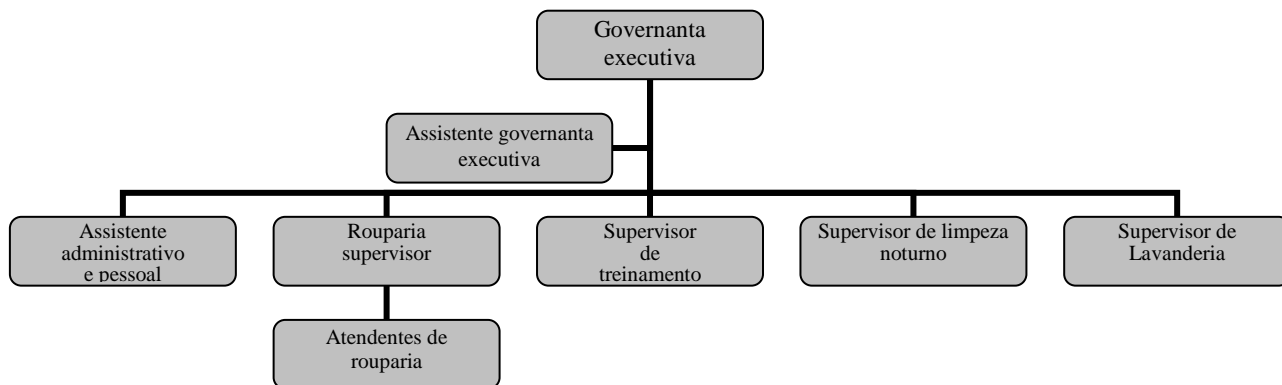 Governanta
executiva
Assistente governanta
executiva
Assistente
administrativo
e pessoal
Rouparia
supervisor
Supervisor
de
treinamento
Supervisor de limpeza
noturno
Supervisor de
Lavanderia
Atendentes de
rouparia